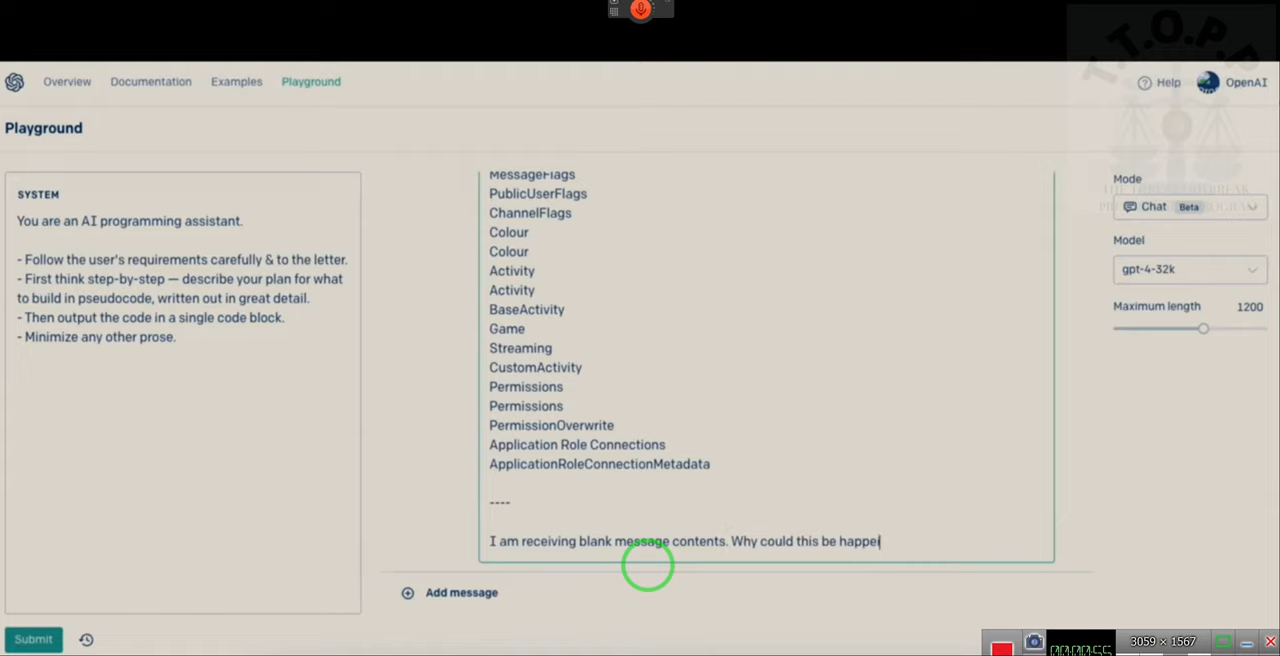 T.T.O.P.P
Overview
Documentation
Examples
Playground
Help
OpenAI
Playground
SYSTEM
You are an AI programming assistant.
- Follow the user's requirements carefully & to the letter.
- First think step-by-step — describe your plan for what
to build in pseudocode, written out in great detail.
- Then output the code in a single code block.
- Minimize any other prose.
MessageFlags
PublicUserFlags
ChannelFlags
Colour
Colour
Activity
Activity
BaseActivity
Game
Streaming
CustomActivity
Permissions
Permissions
PermissionOverwrite
Application Role Connections
ApplicationRoleConnectionMetadata
----
I am receiving blank message contents. Why could this be happe
Add message
Mode
Chat Beta
Model
gpt-4-32k
Maximum length 1200
Submit
00:00:55
3059 × 1567